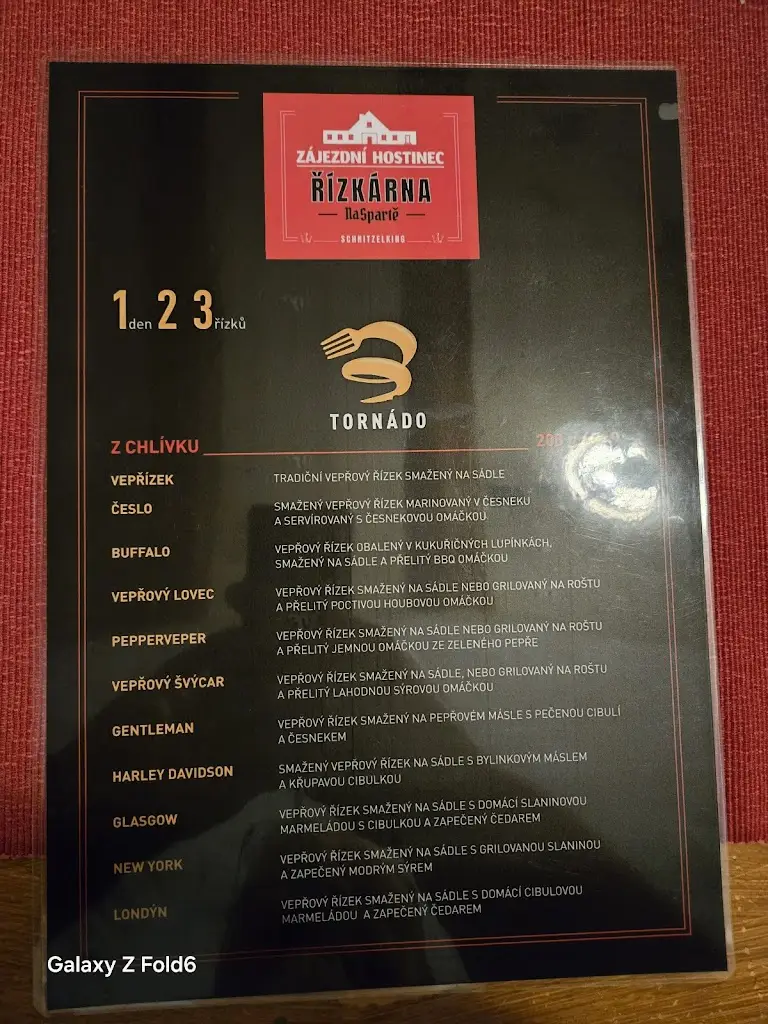 ZÁJEZDNÍ HOSTINEC
ŘÍZKÁRNA
NaSpartě
SCHNITZELKING
1den 2 3řízků
TORNÁDO
Z CHLÍVKU
VEPŘÍZEK TRADIČNÍ VEPŘOVÝ ŘÍZEK SMAŽENÝ NA SÁDLE
ČESLO SMAŽENÝ VEPŘOVÝ ŘÍZEK MARINOVANÝ V ČESNEKU
A SERVÍROVANÝ S ČESNEKOVOU OMÁČKOU
BUFFALO VEPŘOVÝ ŘÍZEK OBALENÝ V KUKUŘIČNÝCH LUPÍNKÁCH,
SMAŽENÝ NA SÁDLE A PŘELITÝ BBQ OMÁČKOU
VEPŘOVÝ LOVEC VEPŘOVÝ ŘÍZEK SMAŽENÝ NA SÁDLE NEBO GRILOVANÝ NA ROŠTU
A PŘELITÝ POCTIVOU HOUBOVOU OMÁČKOU
PEPPERVEPER VEPŘOVÝ ŘÍZEK SMAŽENÝ NA SÁDLE NEBO GRILOVANÝ NA ROŠTU
A PŘELITÝ JEMNOU OMÁČKOU ZE ZELENÉHO PEPŘE
VEPŘOVÝ ŠVÝCAR VEPŘOVÝ ŘÍZEK SMAŽENÝ NA SÁDLE, NEBO GRILOVANÝ NA ROŠTU
A PŘELITÝ LAHODNOU SÝROVOU OMÁČKOU
GENTLEMAN VEPŘOVÝ ŘÍZEK SMAŽENÝ NA PEPŘOVÉM MÁSLE S PEČENOU CIBULÍ
A ČESNEKEM
HARLEY DAVIDSON SMAŽENÝ VEPŘOVÝ ŘÍZEK NA SÁDLE S BYLINKOVÝM MÁSLEM
A KŘUPAVOU CIBULKOU
GLASGOW VEPŘOVÝ ŘÍZEK SMAŽENÝ NA SÁDLE S DOMÁCÍ SLANINOVOU
MARMELÁDOU S CIBULKOU A ZAPEČENÝ ČEDAREM
NEW YORK VEPŘOVÝ ŘÍZEK SMAŽENÝ NA SÁDLE S GRILOVANOU SLANINOU
A ZAPEČENÝ MODRÝM SÝREM
LONDÝN VEPŘOVÝ ŘÍZEK SMAŽENÝ NA SÁDLE S DOMÁCÍ CIBULOVOU
MARMELÁDOU A ZAPEČENÝ ČEDAREM
Galaxy Z Fold6